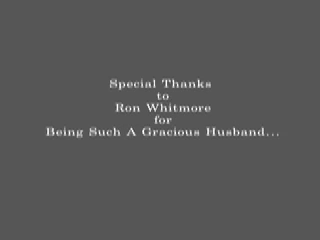 Special Thanks
to
Ron Whitmore
for
Being Such A Gracious Husband...